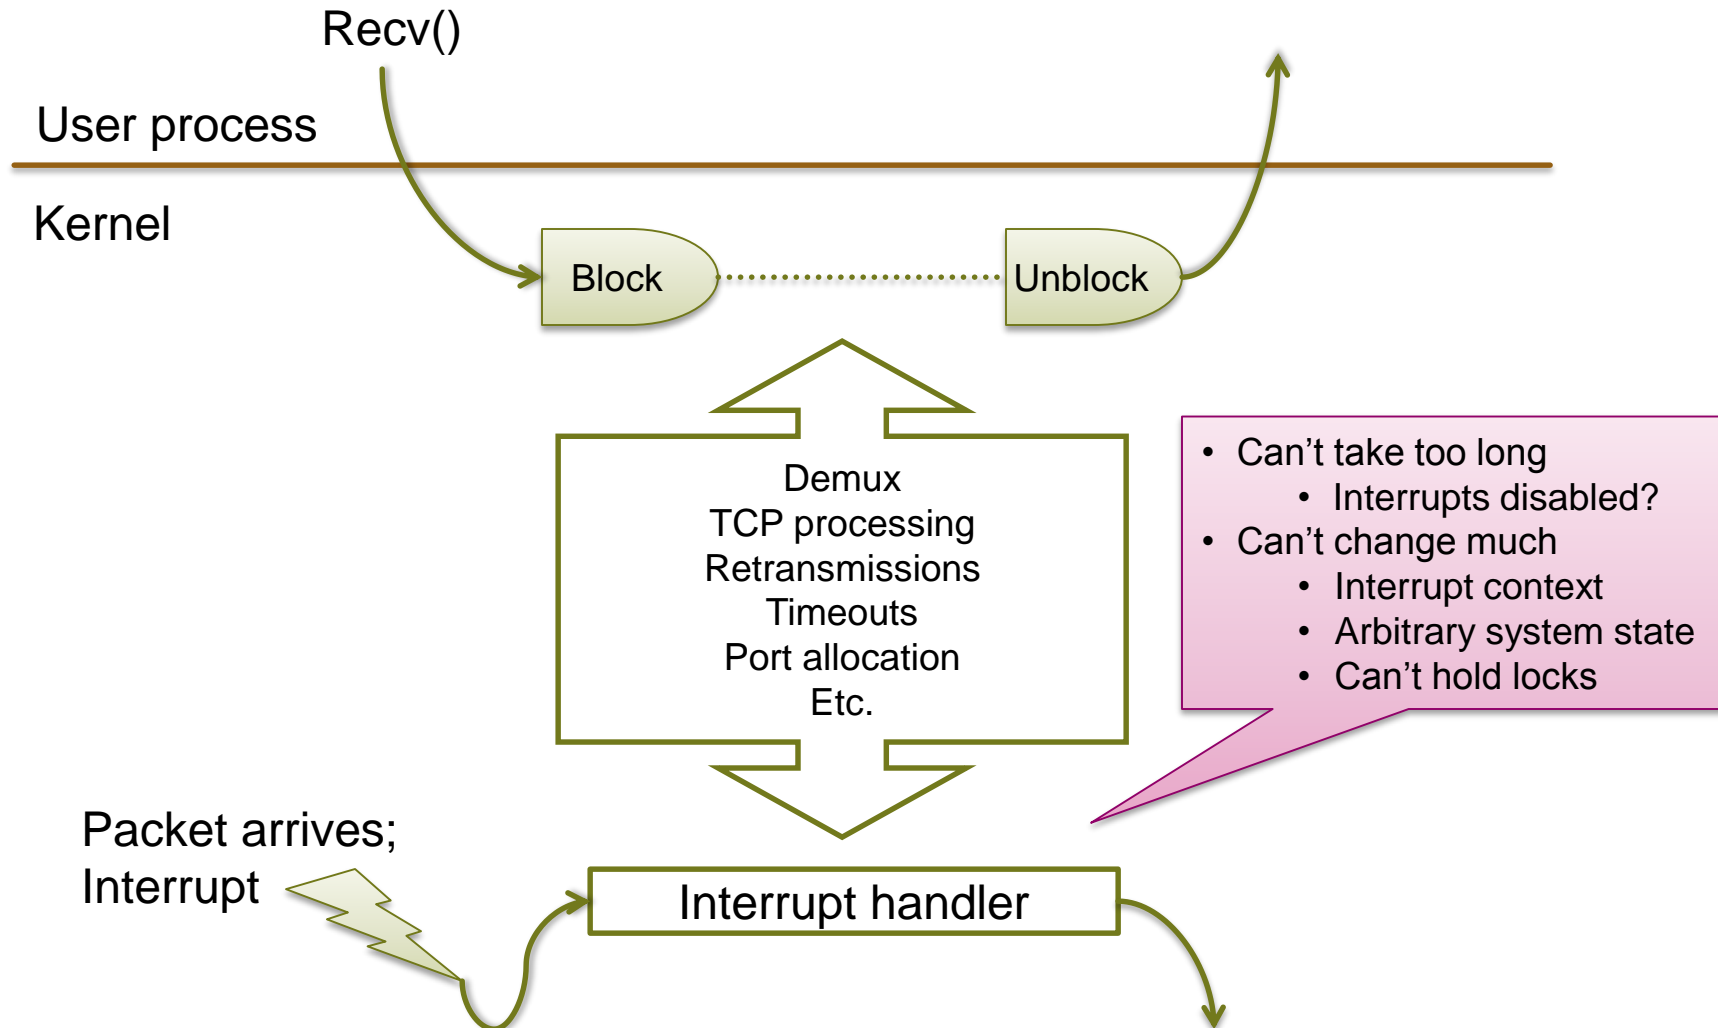 Recv()
User process
Kernel
Block
Unblock
Demux
TCP processing
Retransmissions
Timeouts
Port allocation
Etc.
• Can’t take too long
• Interrupts disabled?
• Can’t change much
• Interrupt context
• Arbitrary system state
• Can’t hold locks
Packet arrives;
Interrupt
Interrupt handler